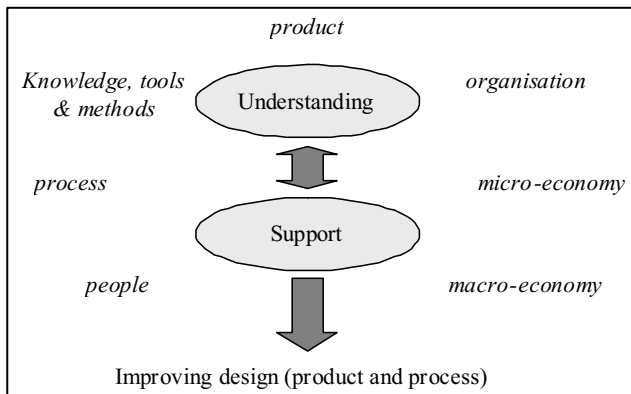 product
Knowledge, tools
& methods
Understanding
organisation
process
micro-economy
Support
people
macro-economy
Improving design (product and process)